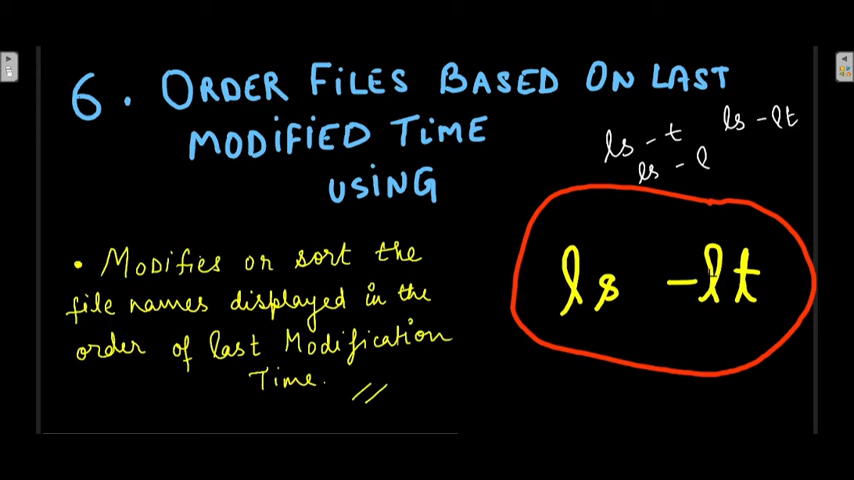 6. ORDER FILES BASED ON LAST
MODIFIED TIME
USING
ls -t
ls -lt
ls -l
ls -lt
• Modifies or sort the
file names displayed in the
order of last Modification
Time.